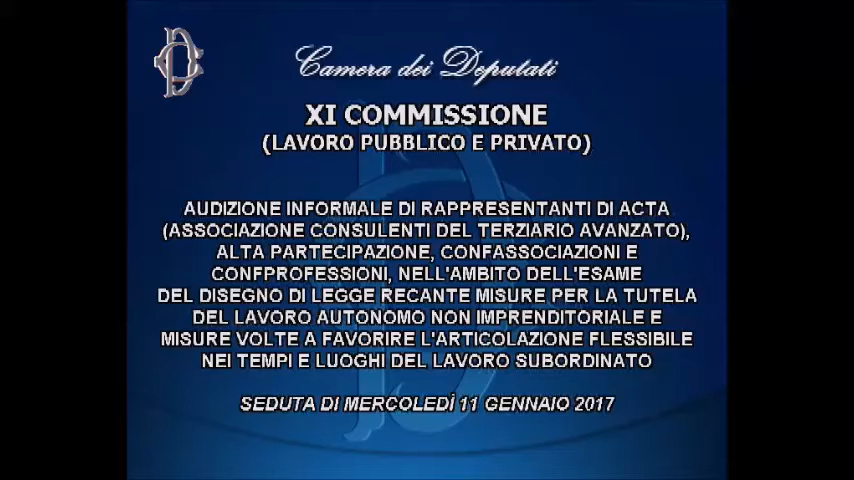 Camera dei Deputati
XI COMMISSIONE
(LAVORO PUBBLICO E PRIVATO)
AUDIZIONE INFORMALE DI RAPPRESENTANTI DI ACTA
(ASSOCIAZIONE CONSULENTI DEL TERZIARIO AVANZATO),
ALTA PARTECIPAZIONE, CONFASSOCIAZIONI E
CONFPROFESSIONI, NELL'AMBITO DELL'ESAME
DEL DISEGNO DI LEGGE RECANTE MISURE PER LA TUTELA
DEL LAVORO AUTONOMO NON IMPRENDITORIALE E
MISURE VOLTE A FAVORIRE L'ARTICOLAZIONE FLESSIBILE
NEI TEMPI E LUOGHI DEL LAVORO SUBORDINATO
SEDUTA DI MERCOLEDÌ 11 GENNAIO 2017